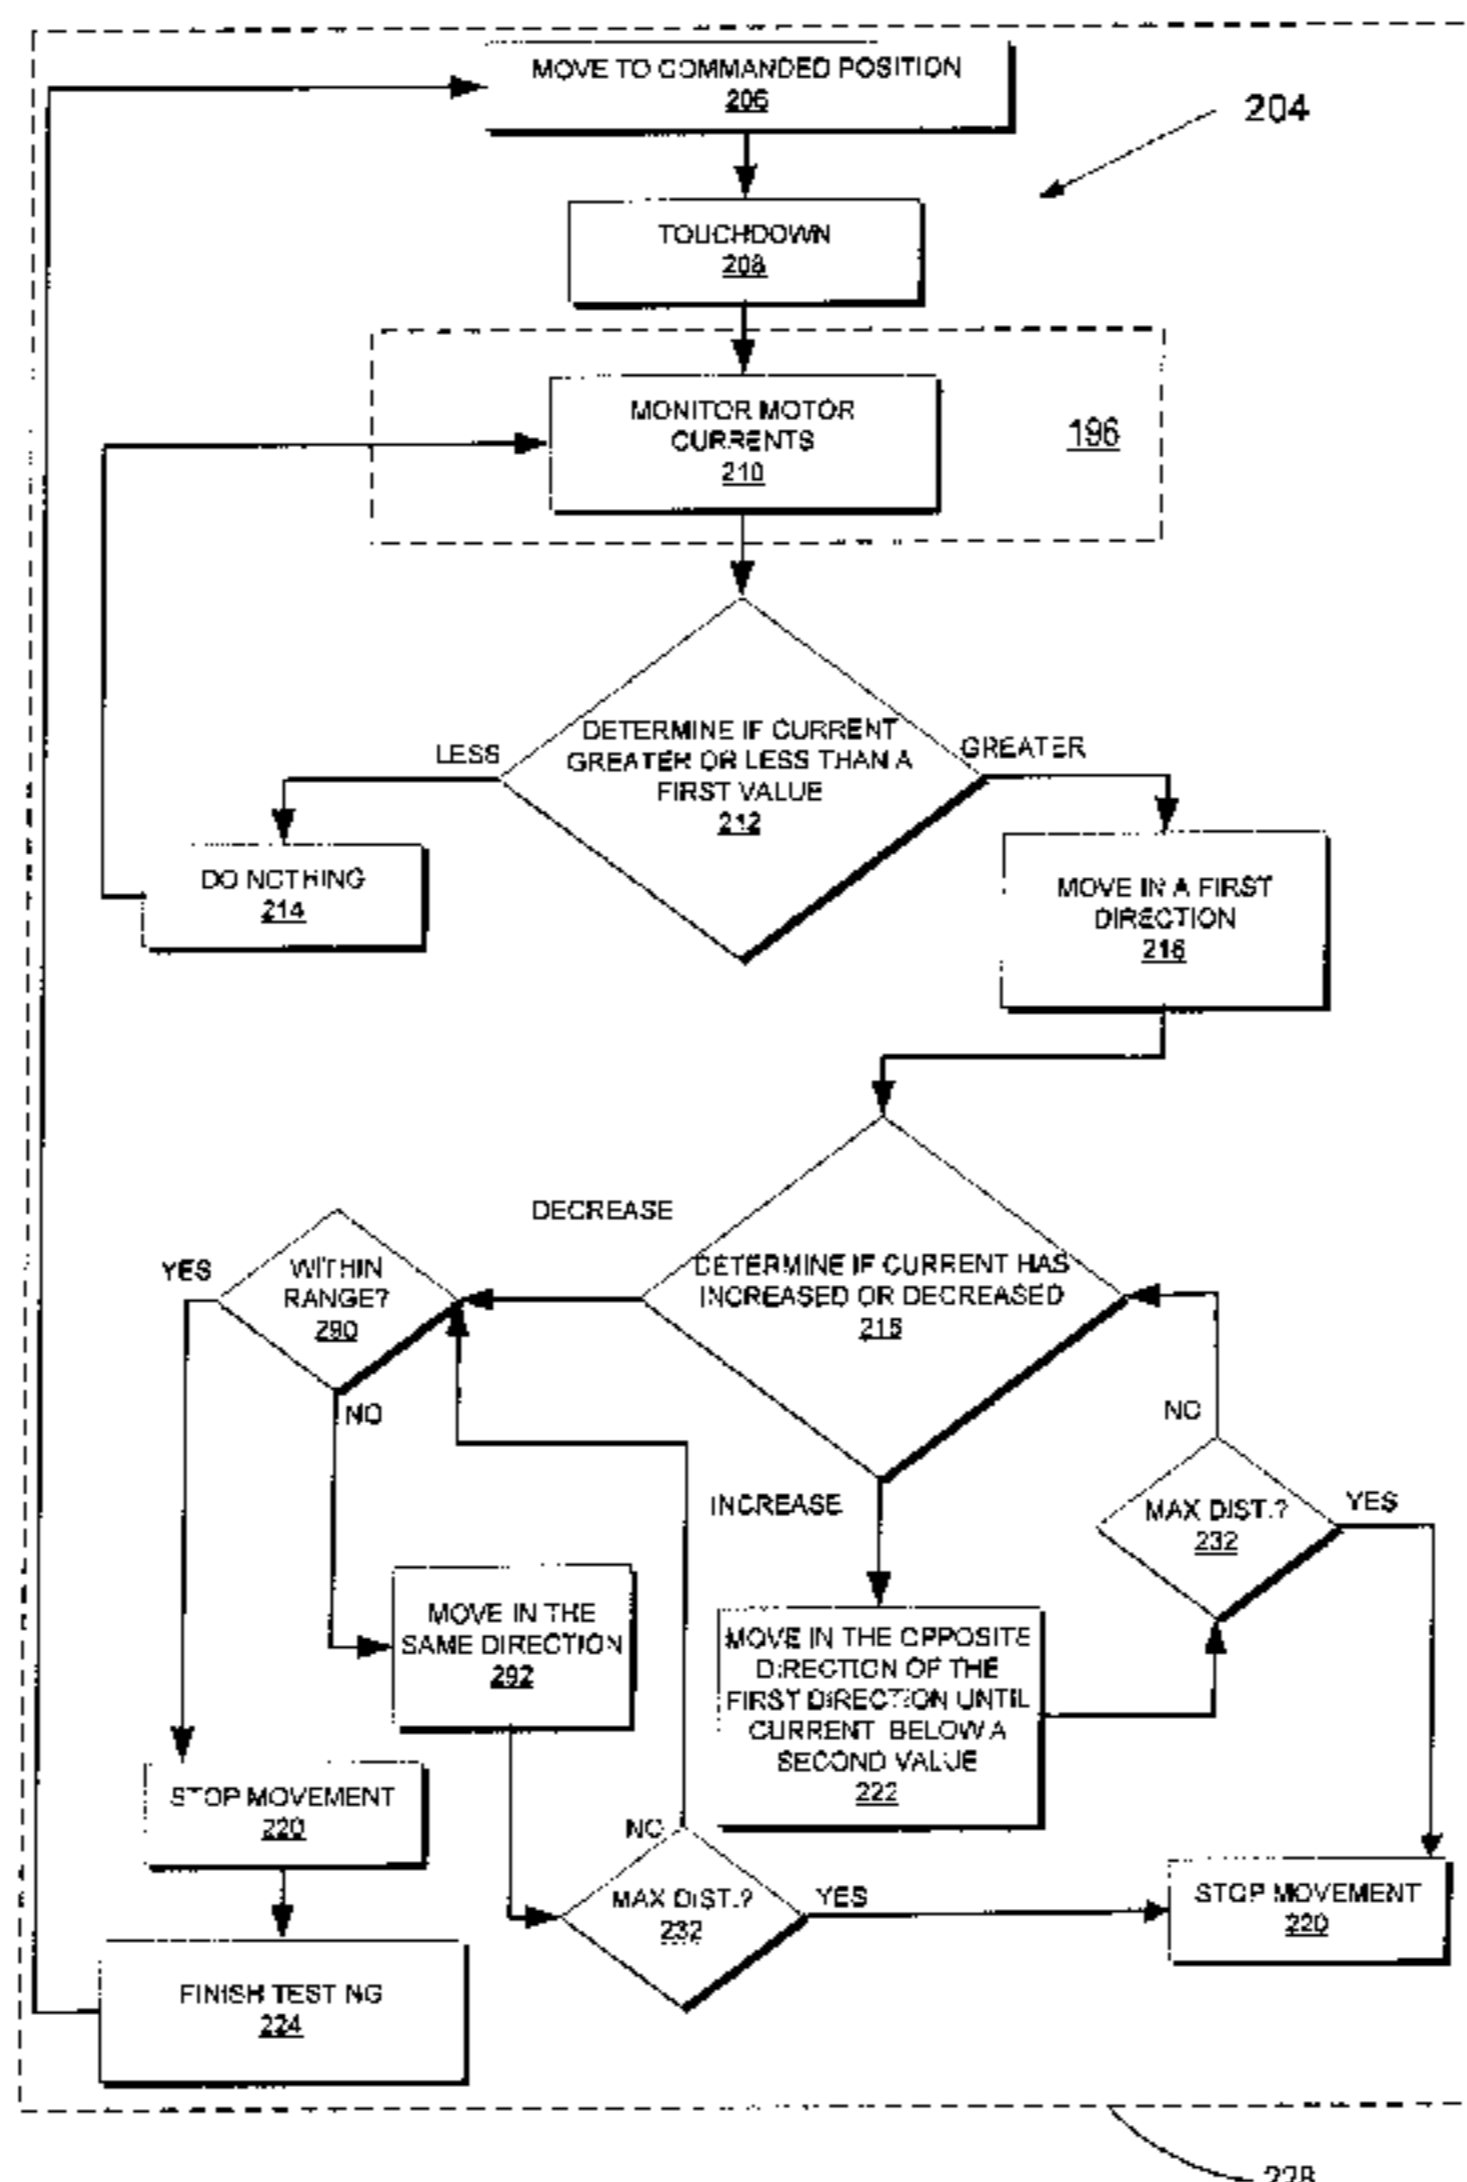 MOVE TO COMMANDED POSITION
206
204
TOUCHDOWN
208
MONITOR MOTOR
CURRENTS
210
196
DETERMINE IF CURRENT
GREATER OR LESS THAN A
FIRST VALUE
212
LESS
GREATER
DO NOTHING
214
MOVE IN A FIRST
DIRECTION
216
DECREASE
DETERMINE IF CURRENT HAS
INCREASED OR DECREASED
YES
WITHIN
RANGE?
290
NO
INCREASE
NO
MAX DIST.?
232
YES
MOVE IN THE
SAME DIRECTION
292
MOVE IN THE OPPOSITE
DIRECTION OF THE
FIRST DIRECTION UNTIL
CURRENT BELOW A
SECOND VALUE
222
STOP MOVEMENT
220
NO
MAX DIST.?
232
YES
STOP MOVEMENT
220
FINISH TESTING
224
228